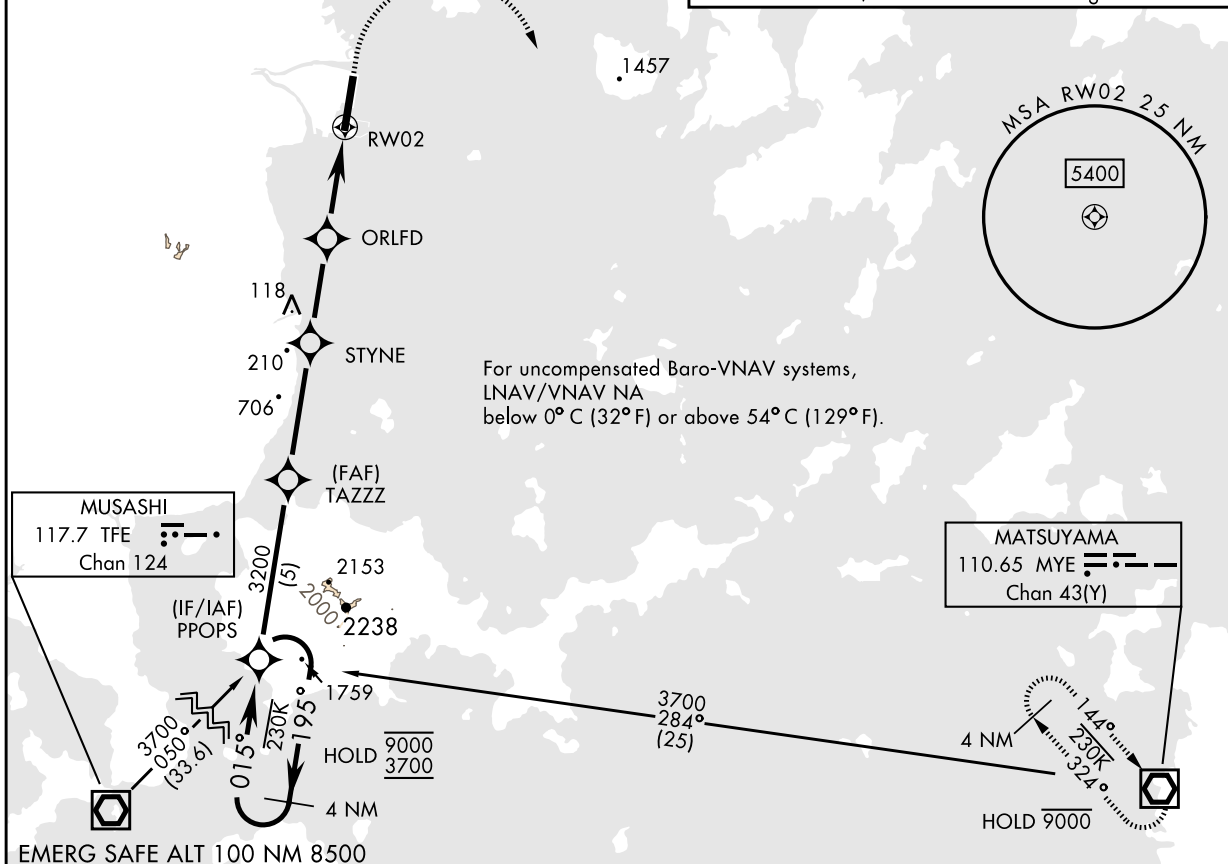 1457
MSA RW02 25 NM
5400
RW02
ORLFD
118
STYNE
210
706
For uncompensated Baro-VNAV systems,
LNAV/VNAV NA
below 0° C (32° F) or above 54° C (129° F).
(FAF)
TAZZZ
MUSASHI
117.7 TFE
Chan 124
MATSUYAMA
110.65 MYE
Chan 43(Y)
3200
(5)
2153
2000
2238
(IF/IAF)
PPOPS
1759
3700
050°
(33.6)
015°
230K
195°
HOLD 9000
3700
4 NM
3700
284°
(25)
4 NM
144°
230K
324°
HOLD 9000
EMERG SAFE ALT 100 NM 8500